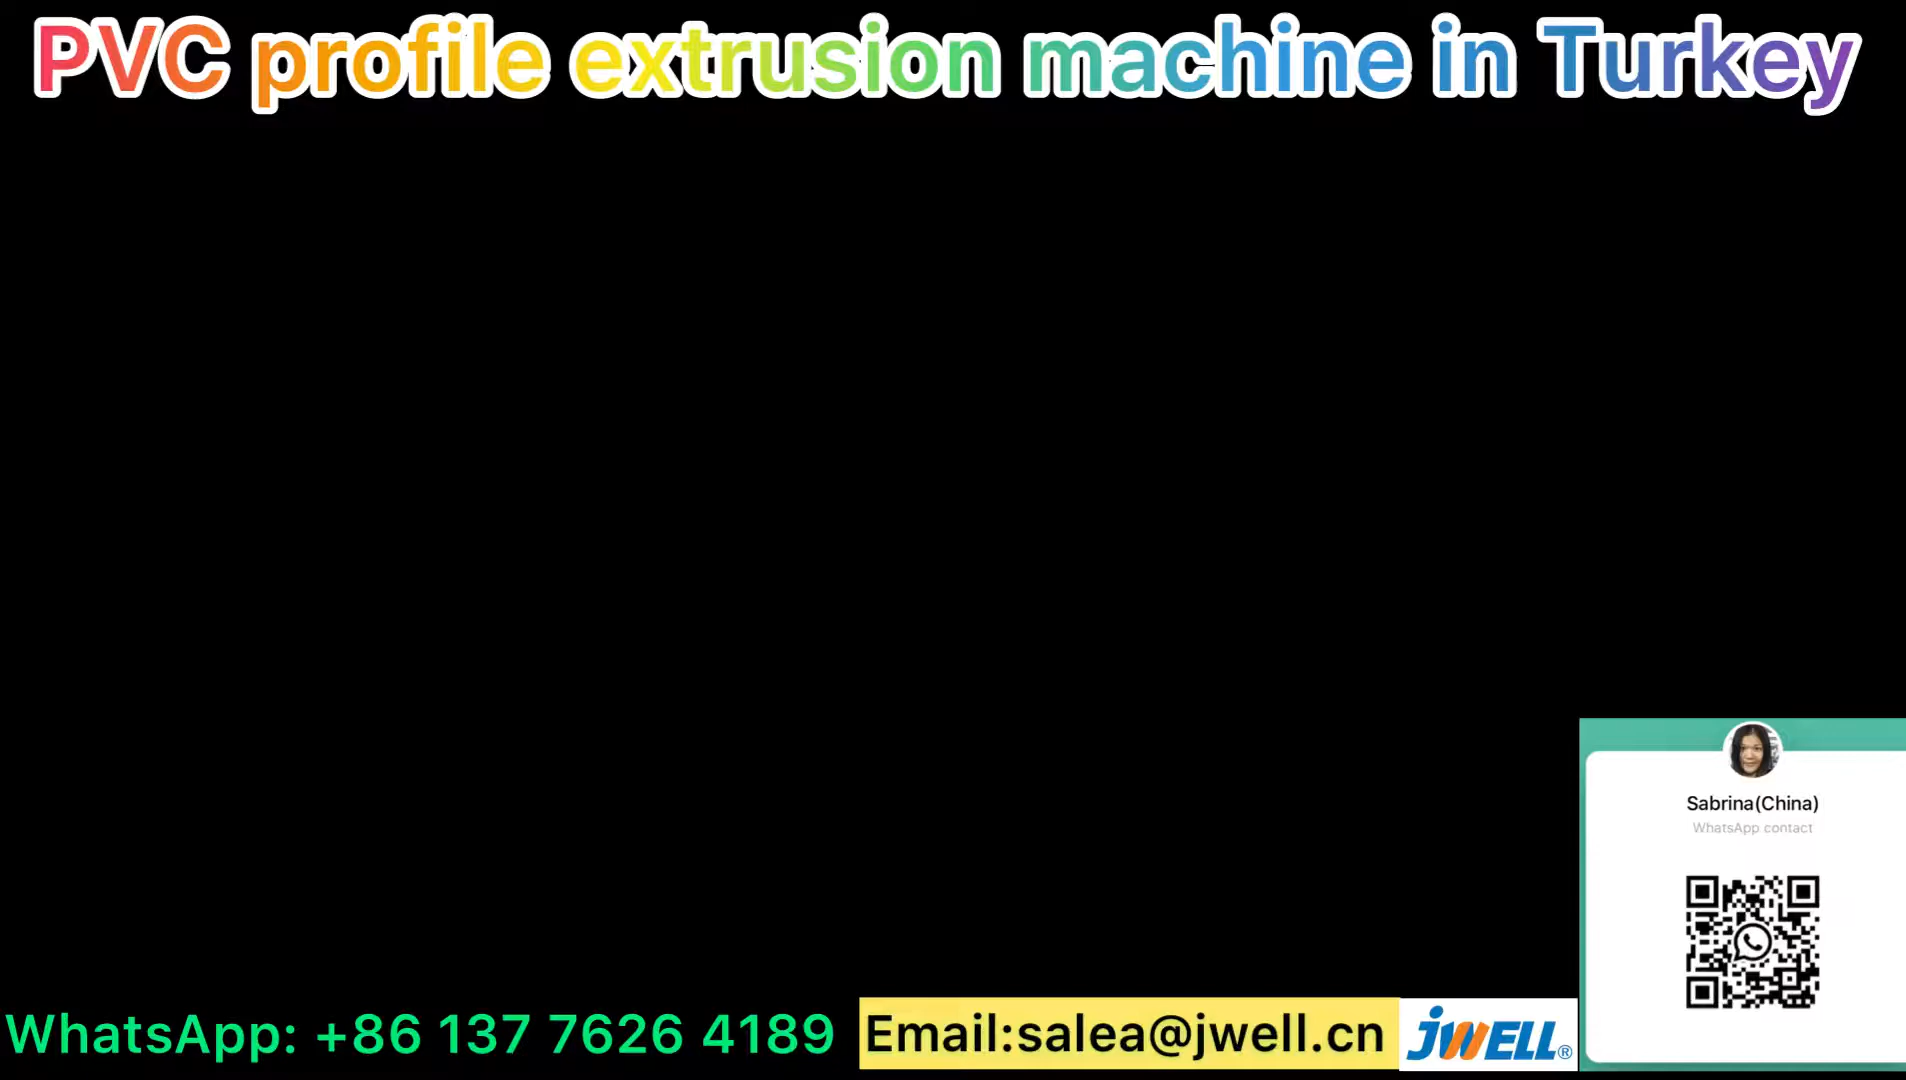 PVC profile extrusion machine in Turkey
Sabrina(China)
WhatsApp contact
WhatsApp: +86 137 7626 4189
Email:salea@jwell.cn
JWELL®